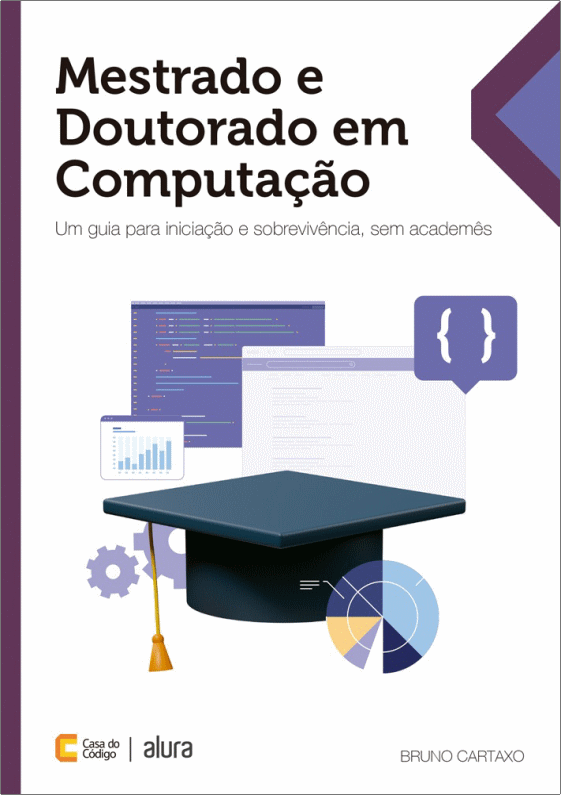 Mestrado e
Doutorado em
Computação
Um guia para iniciação e sobrevivência, sem academês
{ }
Casa do
Código
alura
BRUNO CARTAXO